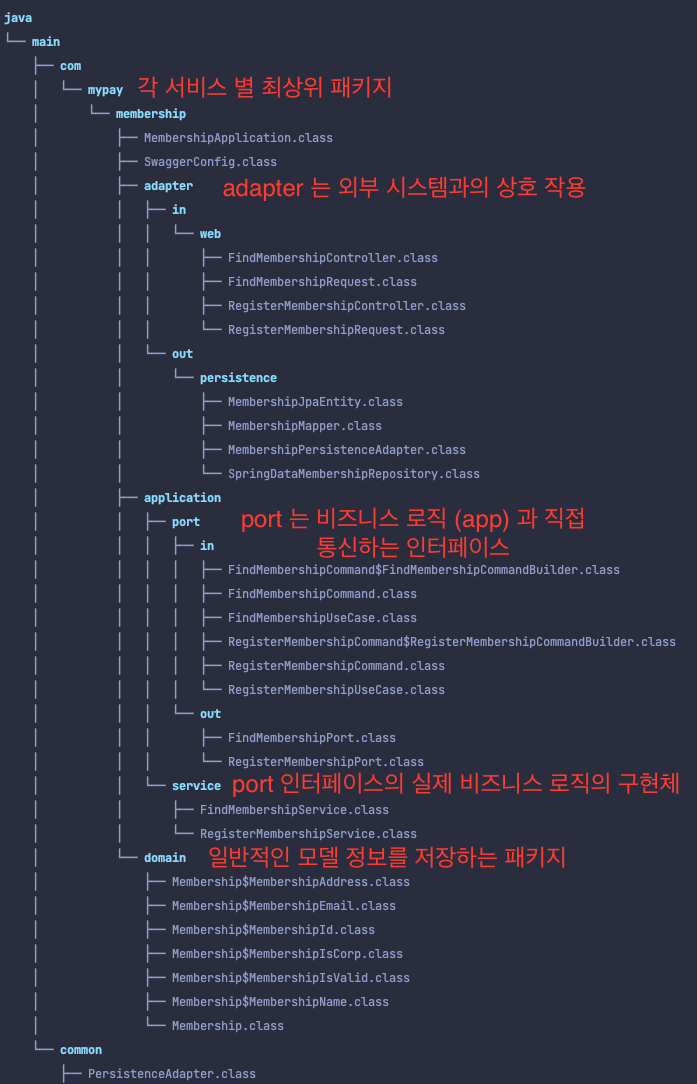 java
└── main
├── com
│ └── mypay 각 서비스 별 최상위 패키지
│ └── membership
│ ├── MembershipApplication.class
│ ├── SwaggerConfig.class
│ ├── adapter adapter 는 외부 시스템과의 상호 작용
│ │ ├── in
│ │ │ └── web
│ │ │ ├── FindMembershipController.class
│ │ │ ├── FindMembershipRequest.class
│ │ │ ├── RegisterMembershipController.class
│ │ │ └── RegisterMembershipRequest.class
│ │ └── out
│ │ └── persistence
│ │ ├── MembershipJpaEntity.class
│ │ ├── MembershipMapper.class
│ │ ├── MembershipPersistenceAdapter.class
│ │ └── SpringDataMembershipRepository.class
│ ├── application
│ │ ├── port port 는 비즈니스 로직 (app) 과 직접
│ │ │ ├── in 통신하는 인터페이스
│ │ │ │ ├── FindMembershipCommand$FindMembershipCommandBuilder.class
│ │ │ │ ├── FindMembershipCommand.class
│ │ │ │ ├── FindMembershipUseCase.class
│ │ │ │ ├── RegisterMembershipCommand$RegisterMembershipCommandBuilder.class
│ │ │ │ ├── RegisterMembershipCommand.class
│ │ │ │ └── RegisterMembershipUseCase.class
│ │ │ └── out
│ │ │ ├── FindMembershipPort.class
│ │ │ └── RegisterMembershipPort.class
│ │ └── service port 인터페이스의 실제 비즈니스 로직의 구현체
│ │ ├── FindMembershipService.class
│ │ └── RegisterMembershipService.class
│ └── domain 일반적인 모델 정보를 저장하는 패키지
│ ├── Membership$MembershipAddress.class
│ ├── Membership$MembershipEmail.class
│ ├── Membership$MembershipId.class
│ ├── Membership$MembershipIsCorp.class
│ ├── Membership$MembershipIsValid.class
│ ├── Membership$MembershipName.class
│ └── Membership.class
└── common
├── PersistenceAdapter.class